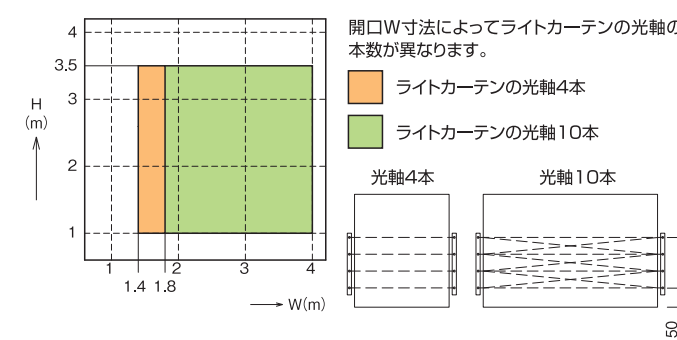 開口W寸法によってライトカーテンの光軸の
本数が異なります。
ライトカーテンの光軸4本
ライトカーテンの光軸10本
光軸4本
光軸10本
H
(m)
4
3.5
3
2
1
1
2
3
4
1.4
1.8
W(m)
50